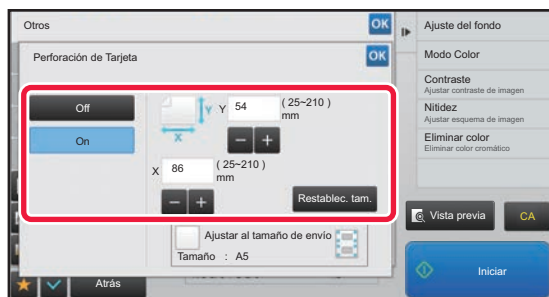 Otros
OK
Perforación de Tarjeta
OK
Off
On
Y
X
Y 54 ( 25~210 )
mm
- +
X 86 ( 25~210 )
mm
- +
Restablec. tam.
Ajustar al tamaño de envío
Tamaño : A5
Atrás
Ajuste del fondo
Modo Color
Contraste
Ajustar contraste de imagen
Nitidez
Ajustar esquema de imagen
Eliminar color
Eliminar color cromático
Vista previa
CA
Iniciar